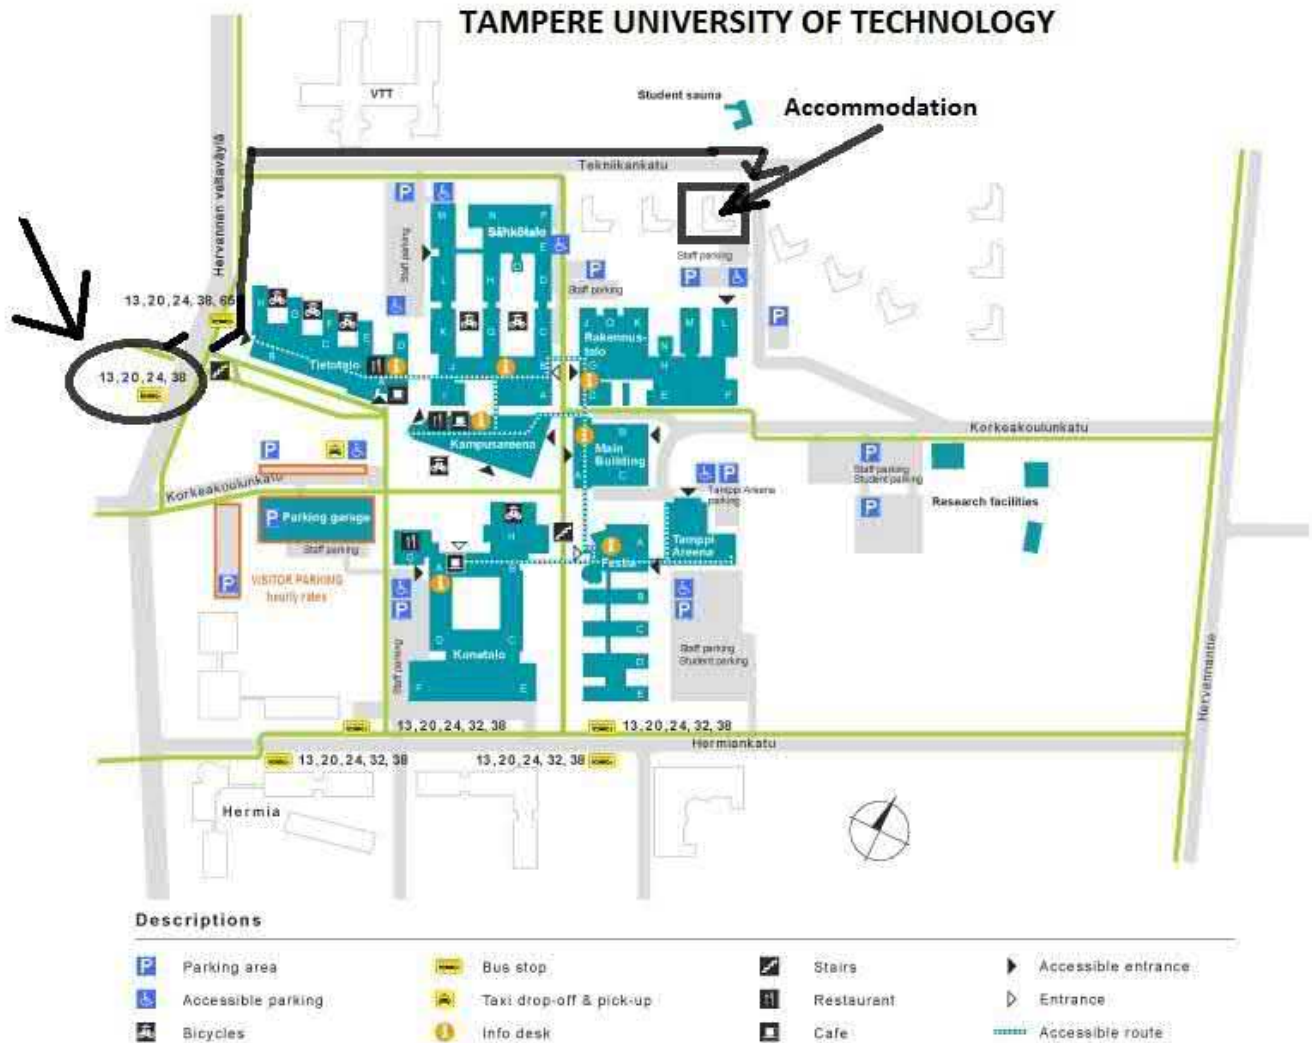 TAMPERE UNIVERSITY OF TECHNOLOGY
VTT
Student sauna
Accommodation
Hervannan valtaväylä
Tekniikankatu
P
P
M
N
P
Sähkötalo
E
Staff parking
Staff parking
P
Staff parking
P
L
H
D
13, 20, 24, 38, 65
H
G
F
E
D
K
G
C
J
O
K
M
L
P
Rakennus-
talo
N
H
B
C
Tietotalo
J
B
G
13, 20, 24, 38
I
A
D
E
F
Kampusareena
Korkeakoulunkatu
P
B
Main
Building
A
C
P
Staff parking
Student parking
P
Tamppi Areena
parking
Research facilities
P
Korkeakoulunkatu
P
Parking garage
Staff parking
H
A
Tamppi
Areena
Festia
G
A
B
P
VISITOR PARKING
hourly rates
P
P
B
C
D
C
Konetalo
Staff parking
Student parking
D
Staff parking
F
E
E
Hervannantie
13, 20, 24, 32, 38
13, 20, 24, 32, 38
Hermiankatu
13, 20, 24, 32, 38
13, 20, 24, 32, 38
Hermia
Descriptions
P Parking area
Bus stop
Stairs
Accessible entrance
Accessible parking
Taxi drop-off & pick-up
Restaurant
Entrance
Bicycles
i Info desk
Cafe
Accessible route